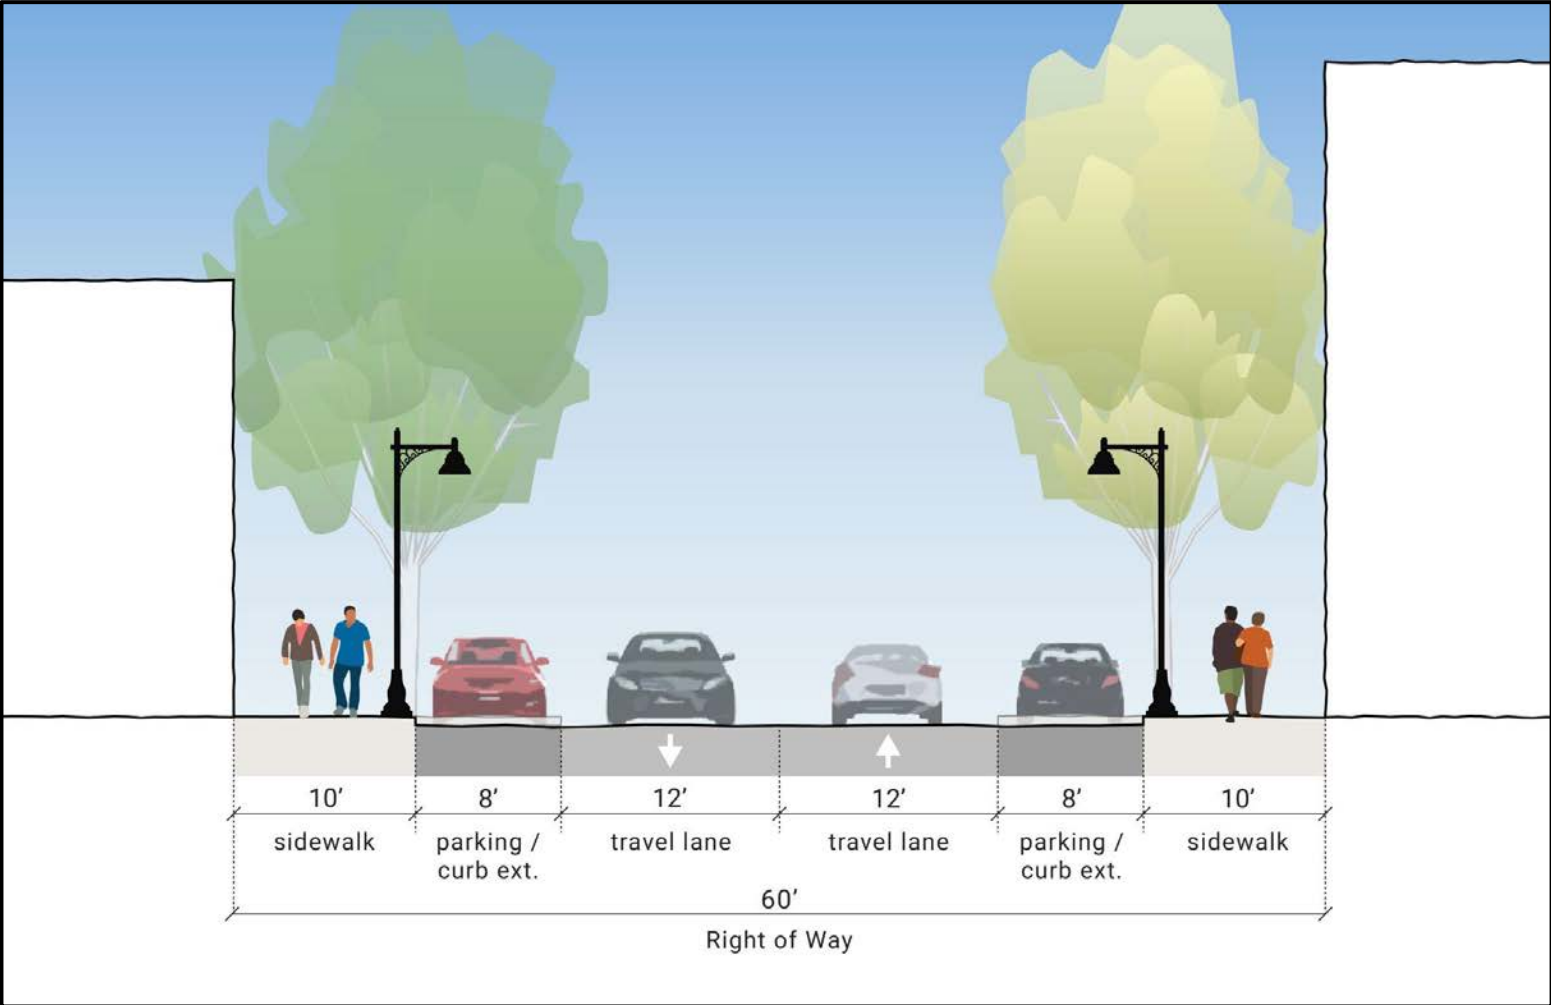 10’ 8’ 12’ 12’ 8’ 10’
sidewalk parking / travel lane travel lane parking / sidewalk
curb ext. curb ext.
60’
Right of Way